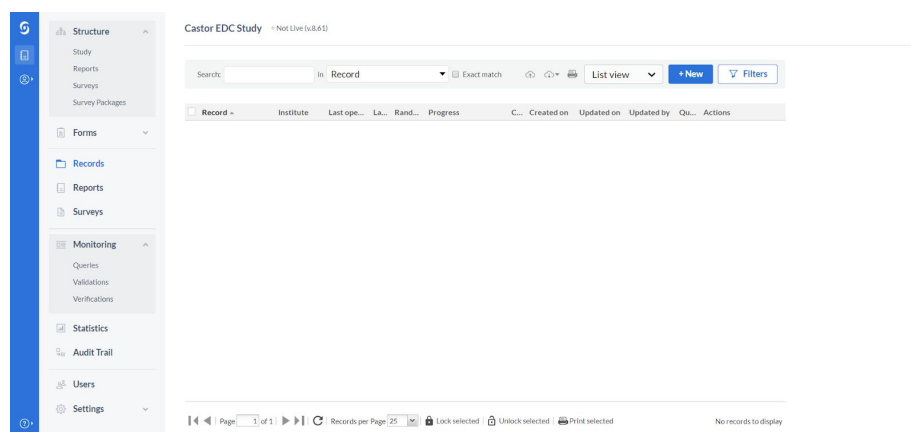 Castor EDC Study Not Live (v.8.61)
Structure
Study
Reports
Surveys
Survey Packages
Forms
Records
Reports
Surveys
Monitoring
Queries
Validations
Verifications
Statistics
Audit Trail
Users
Settings
Search: in Record Exact match List view +New Filters
Record Institute Last ope... La... Rand... Progress C... Created on Updated on Updated by Qu... Actions
Page 1 of 1 Records per Page 25 Lock selected Unlock selected Print selected No records to display